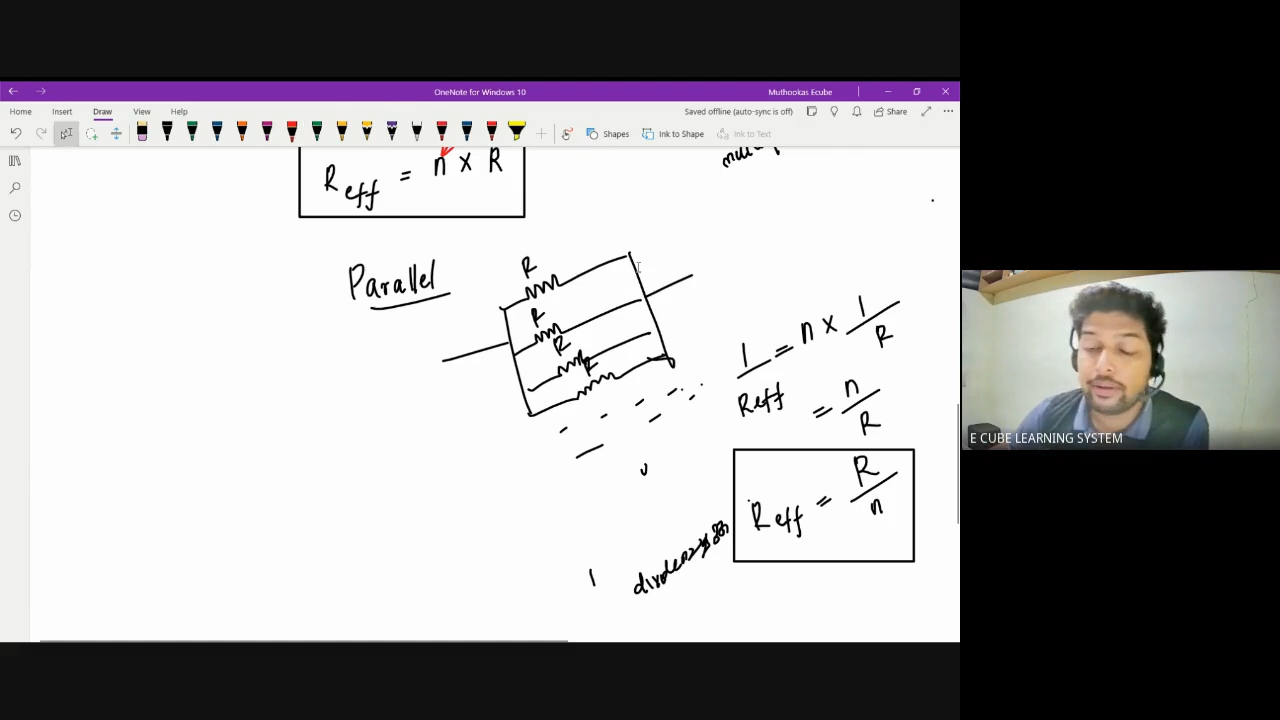 OneNote for Windows 10
Muthookas Ecube
Home Insert Draw View Help
Saved offline (auto-sync is off)
Share
Shapes
Ink to Shape
Ink to Text
R eff = n X R
Parallel
R
R
R
R
1/Reff = n X 1/R
= n/R
Reff = R/n
E CUBE LEARNING SYSTEM